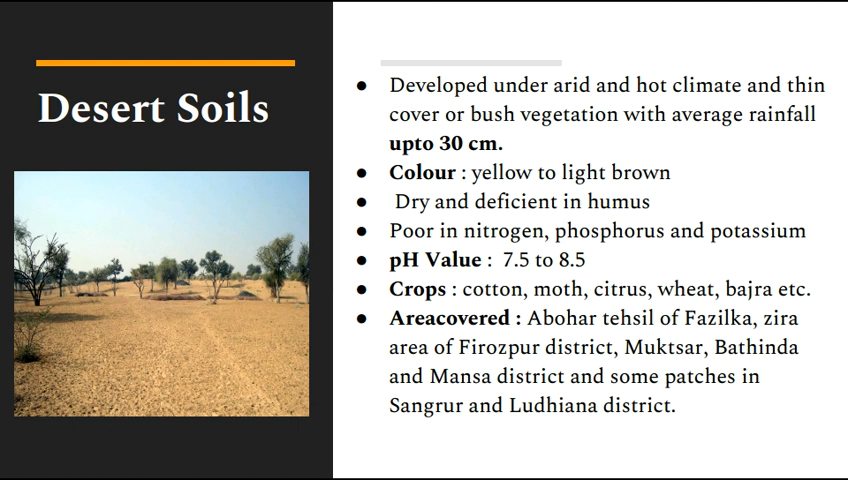 Desert Soils
● Developed under arid and hot climate and thin
cover or bush vegetation with average rainfall
upto 30 cm.
● Colour : yellow to light brown
● Dry and deficient in humus
● Poor in nitrogen, phosphorus and potassium
● pH Value : 7.5 to 8.5
● Crops : cotton, moth, citrus, wheat, bajra etc.
● Areacovered : Abohar tehsil of Fazilka, zira
area of Firozpur district, Muktsar, Bathinda
and Mansa district and some patches in
Sangrur and Ludhiana district.